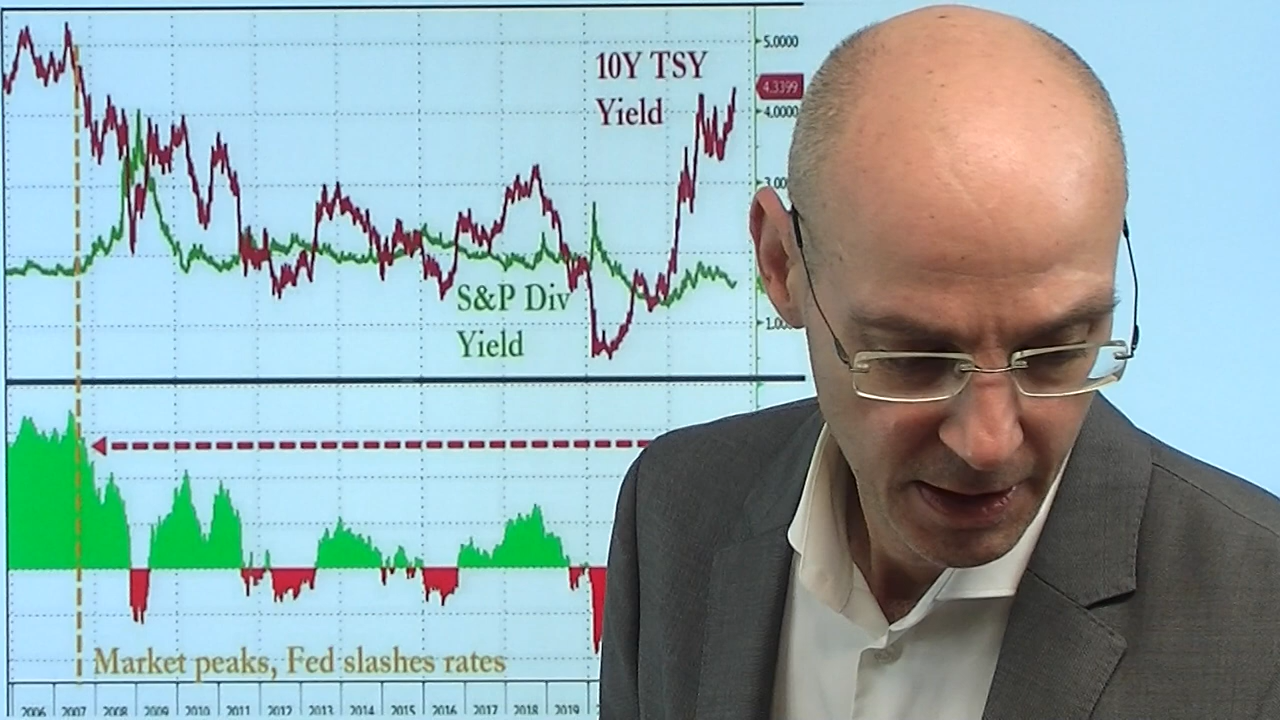 10Y TSY
Yield
5.0000
4.3399
4.0000
S&P Div
Yield
Market peaks, Fed slashes rates
2006 2007 2008 2009 2010 2011 2012 2013 2014 2015 2016 2017 2018 2019